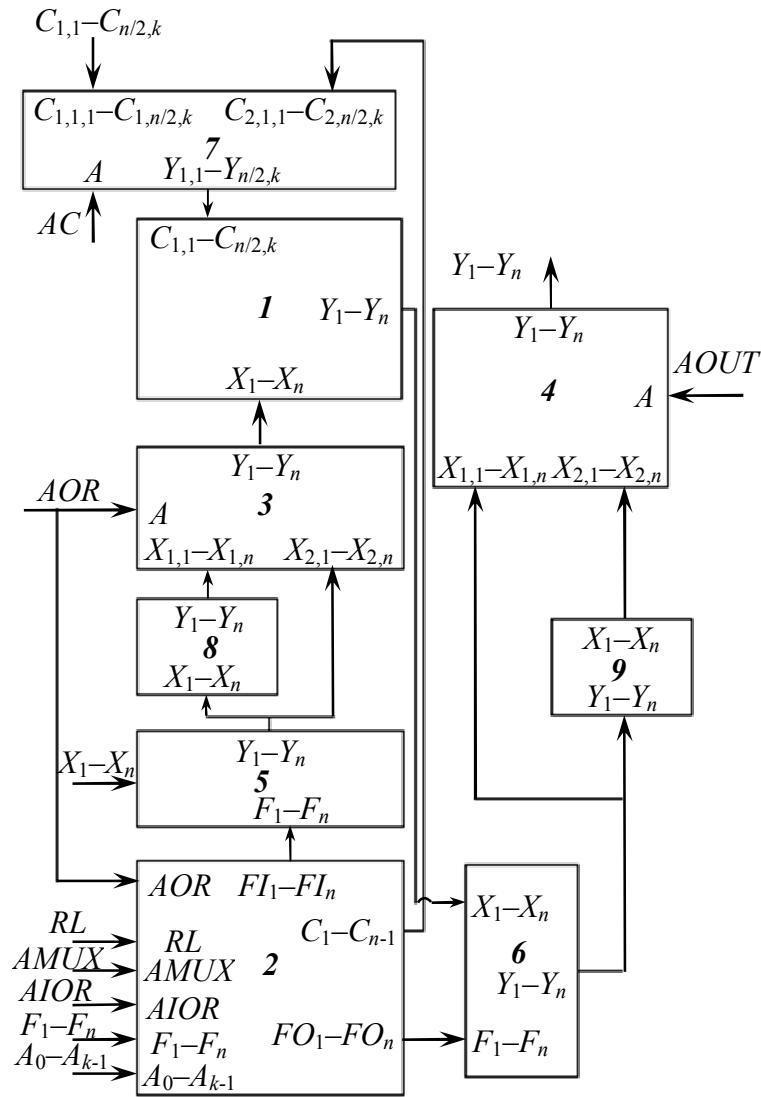 C₁,₁–Cₙ/₂,ₖ
C₁,₁,₁–C₁,ₙ/₂,ₖ C₂,₁,₁–C₂,ₙ/₂,ₖ
7
A Y₁,₁–Yₙ/₂,ₖ
AC
C₁,₁–Cₙ/₂,ₖ
1 Y₁–Yₙ
X₁–Xₙ
Y₁–Yₙ
Y₁–Yₙ
4 A
AOUT
X₁,₁–X₁,ₙ X₂,₁–X₂,ₙ
Y₁–Yₙ
AOR
A 3
X₁,₁–X₁,ₙ X₂,₁–X₂,ₙ
Y₁–Yₙ
8
X₁–Xₙ
X₁–Xₙ
9
Y₁–Yₙ
Y₁–Yₙ
X₁–Xₙ
5
F₁–Fₙ
AOR FI₁–FIₙ
C₁–Cₙ₋₁
RL RL
2
AMUX AMUX
AIOR AIOR
F₁–Fₙ F₁–Fₙ FO₁–FOₙ
A₀–Aₖ₋₁ A₀–Aₖ₋₁
X₁–Xₙ
6
Y₁–Yₙ
F₁–Fₙ